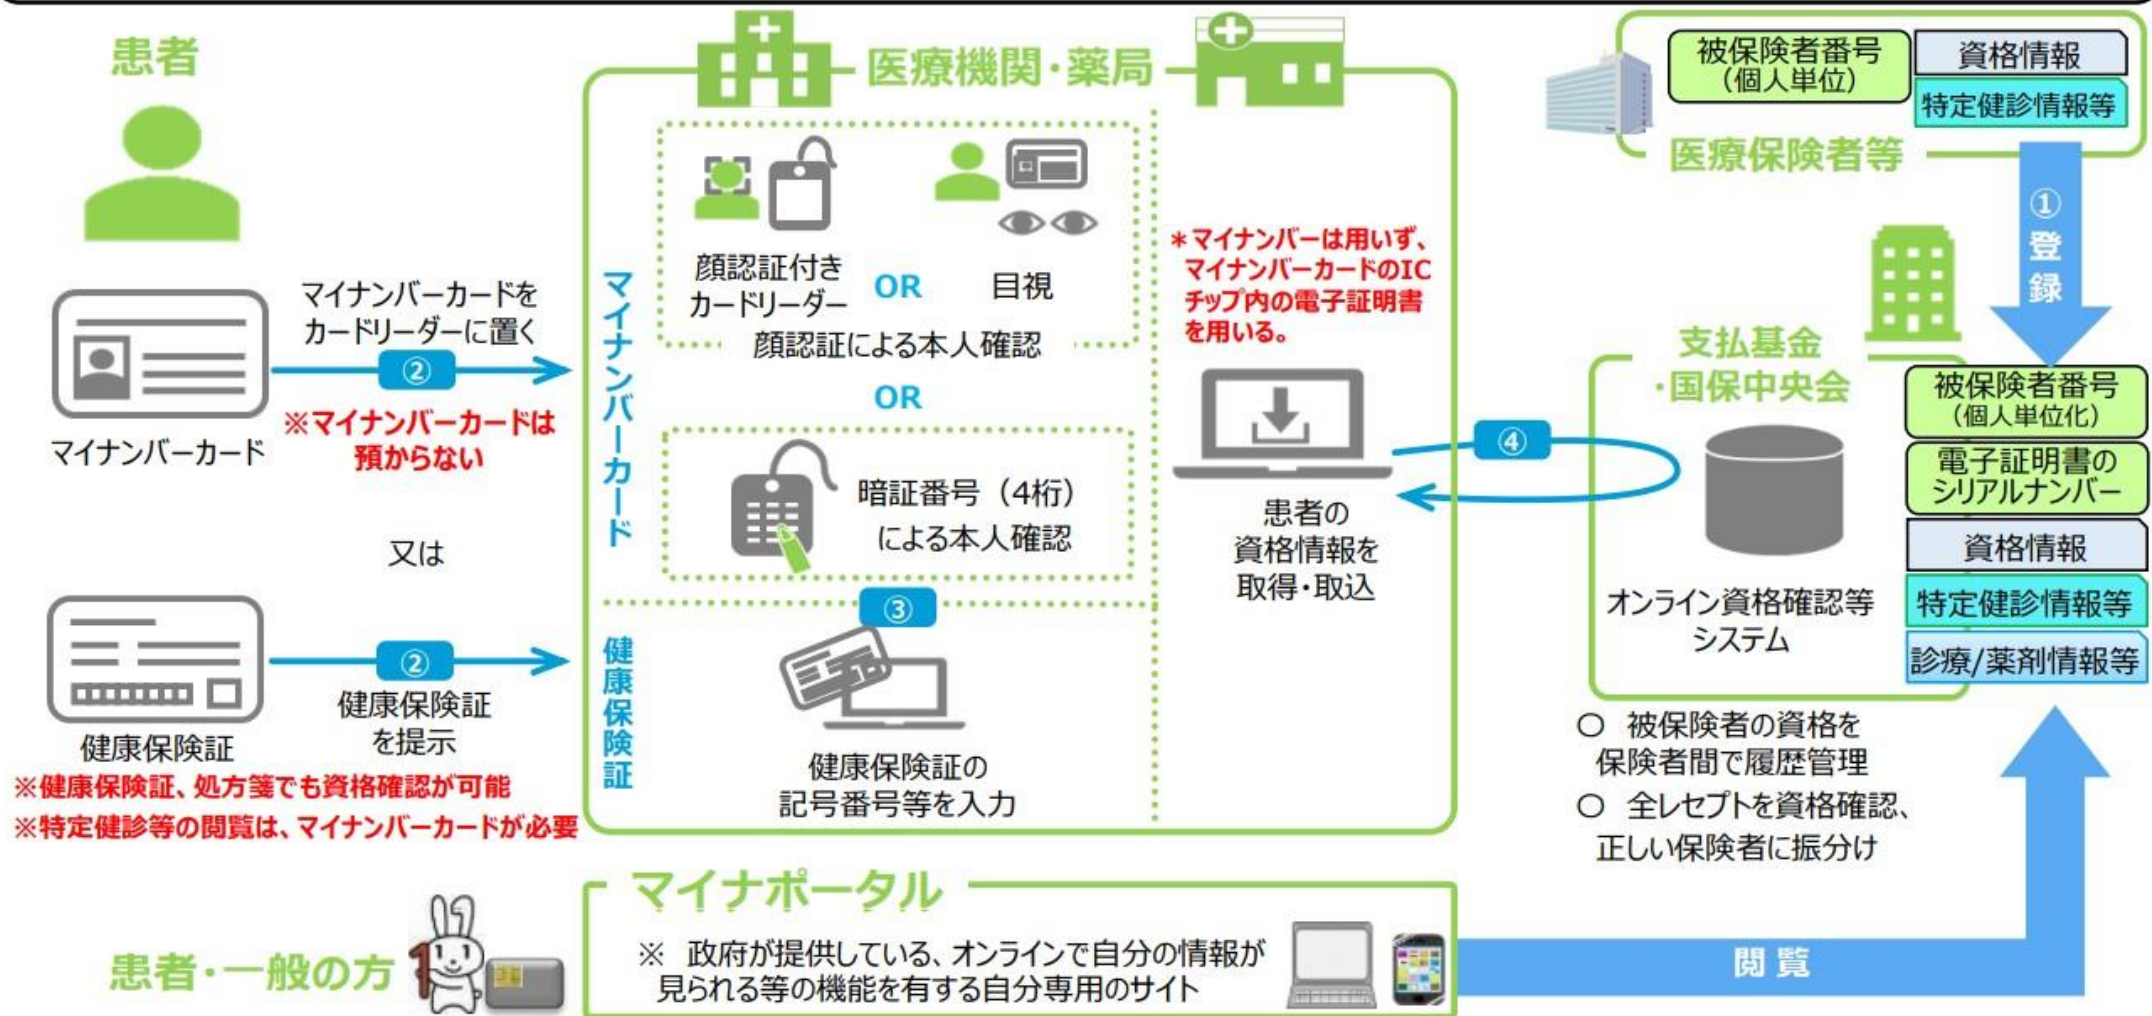 患者
マイナンバーカードを
カードリーダーに置く
②
※マイナンバーカードは
預からない
マイナンバーカード
又は
②
健康保険証
を提示
健康保険証
※健康保険証、処方箋でも資格確認が可能
※特定健診等の閲覧は、マイナンバーカードが必要
医療機関・薬局
マイナンバーカード
顔認証付き
カードリーダー
OR
目視
顔認証による本人確認
OR
暗証番号（4桁）
による本人確認
③
健康保険証
健康保険証の
記号番号等を入力
＊マイナンバーは用いず、
マイナンバーカードのIC
チップ内の電子証明書
を用いる。
患者の
資格情報を
取得・取込
④
被保険者番号
（個人単位）
資格情報
特定健診情報等
医療保険者等
①登録
支払基金
・国保中央会
オンライン資格確認等
システム
被保険者番号
（個人単位化）
電子証明書の
シリアルナンバー
資格情報
特定健診情報等
診療/薬剤情報等
○ 被保険者の資格を
保険者間で履歴管理
○ 全レセプトを資格確認、
正しい保険者に振分け
患者・一般の方
マイナポータル
※ 政府が提供している、オンラインで自分の情報が
見られる等の機能を有する自分専用のサイト
閲覧